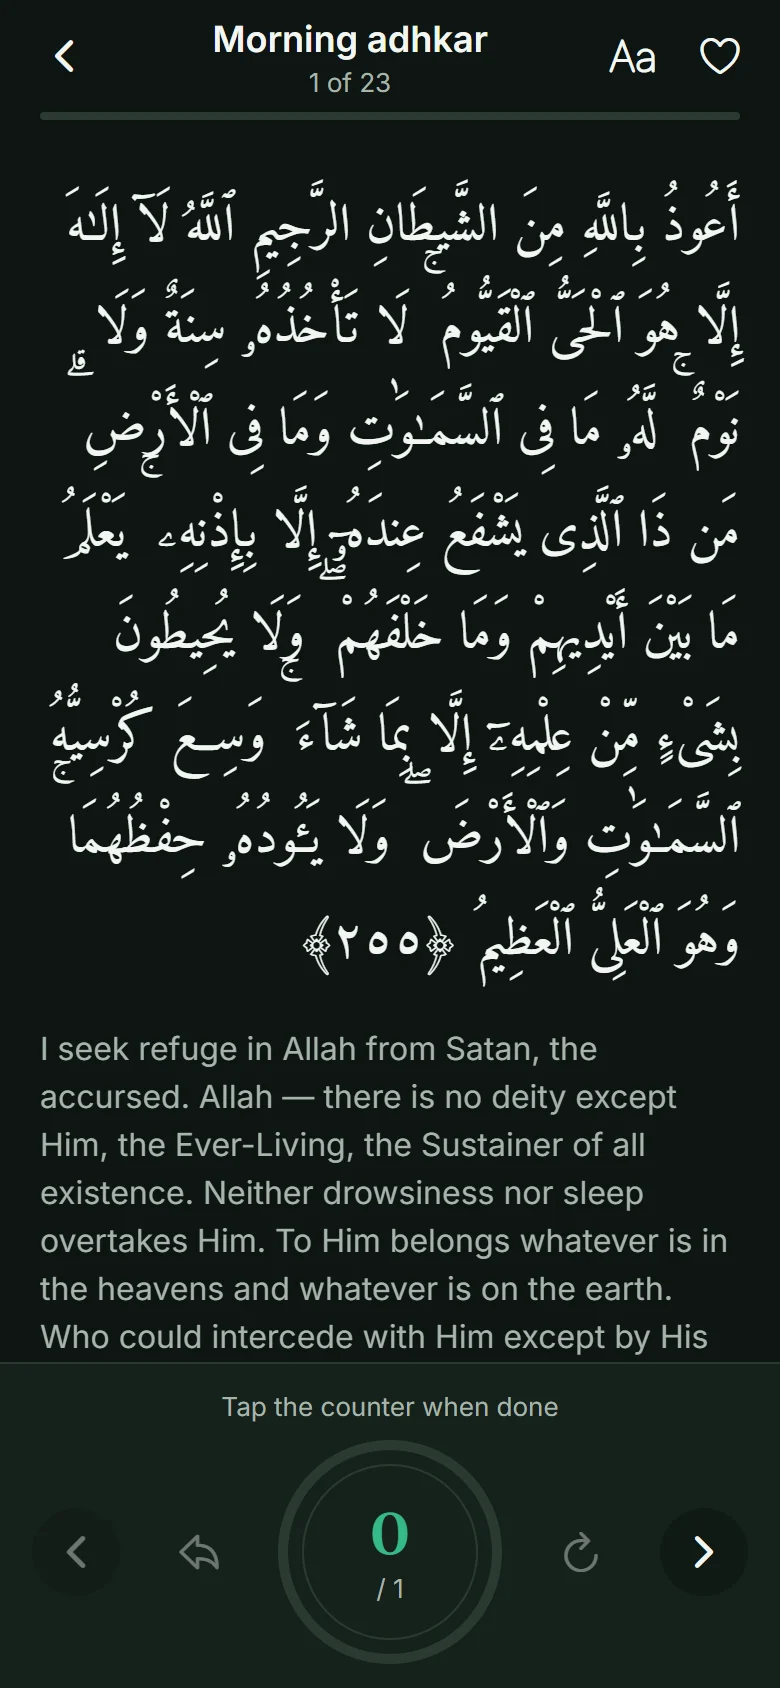 Morning adhkar
1 of 23
Aa
أَعُوذُ بِاللَّهِ مِنَ الشَّيطَانِ الرَّجِيمِ ٱللَّهُ لَآ إِلَـٰهَ
إِلَّا هُوَ ٱلْحَىُّ ٱلْقَيُّومُ ۚ لَا تَأْخُذُهُۥ سِنَةٌ وَلَا
نَوْمٌ ۚ لَّهُۥ مَا فِى ٱلسَّمَـٰوَٰتِ وَمَا فِى ٱلْأَرْضِ ۗ
مَن ذَا ٱلَّذِى يَشْفَعُ عِندَهُۥٓ إِلَّا بِإِذْنِهِۦ ۚ يَعْلَمُ
مَا بَيْنَ أَيْدِيهِمْ وَمَا خَلْفَهُمْ ۖ وَلَا يُحِيطُونَ
بِشَىْءٍ مِّنْ عِلْمِهِۦٓ إِلَّا بِمَا شَآءَ ۚ وَسِعَ كُرْسِيُّهُ
ٱلسَّمَـٰوَٰتِ وَٱلْأَرْضَ ۖ وَلَا يَـُٔودُهُۥ حِفْظُهُمَا ۚ
وَهُوَ ٱلْعَلِىُّ ٱلْعَظِيمُ ﴿٢٥٥﴾
I seek refuge in Allah from Satan, the
accursed. Allah — there is no deity except
Him, the Ever-Living, the Sustainer of all
existence. Neither drowsiness nor sleep
overtakes Him. To Him belongs whatever is in
the heavens and whatever is on the earth.
Who could intercede with Him except by His
Tap the counter when done
0
/ 1